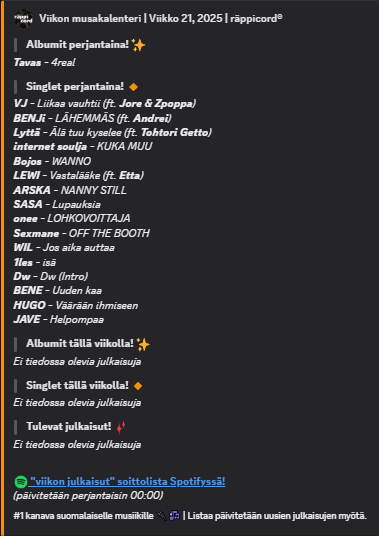 räppi cord
Viikon musakalenteri | Viikko 21, 2025 | räppicord®
Albumit perjantaina! ✨
Tavas - 4real
Singlet perjantaina! 🔸
VJ - Liikaa vauhtii (ft. Jore & Zpoppa)
BENJi - LÄHEMMÄS (ft. Andrei)
Lyttä - Älä tuu kyselee (ft. Tohtori Getto)
internet soulja - KUKA MUU
Bojos - WANNO
LEWI - Vastalääke (ft. Etta)
ARSKA - NANNY STILL
SASA - Lupauksia
onee - LOHKOVOITTAJA
Sexmane - OFF THE BOOTH
WIL - Jos aika auttaa
1les - isä
Dw - Dw (Intro)
BENE - Uuden kaa
HUGO - Väärään ihmiseen
JAVE - Helpompaa
Albumit tällä viikolla! ✨
Ei tiedossa olevia julkaisuja
Singlet tällä viikolla! 🔸
Ei tiedossa olevia julkaisuja
Tulevat julkaisut!
Ei tiedossa olevia julkaisuja
"viikon julkaisut" soittolista Spotifyssä!
(päivitetään perjantaisin 00:00)
#1 kanava suomalaiselle musiikille | Listaa päivitetään uusien julkaisujen myötä.